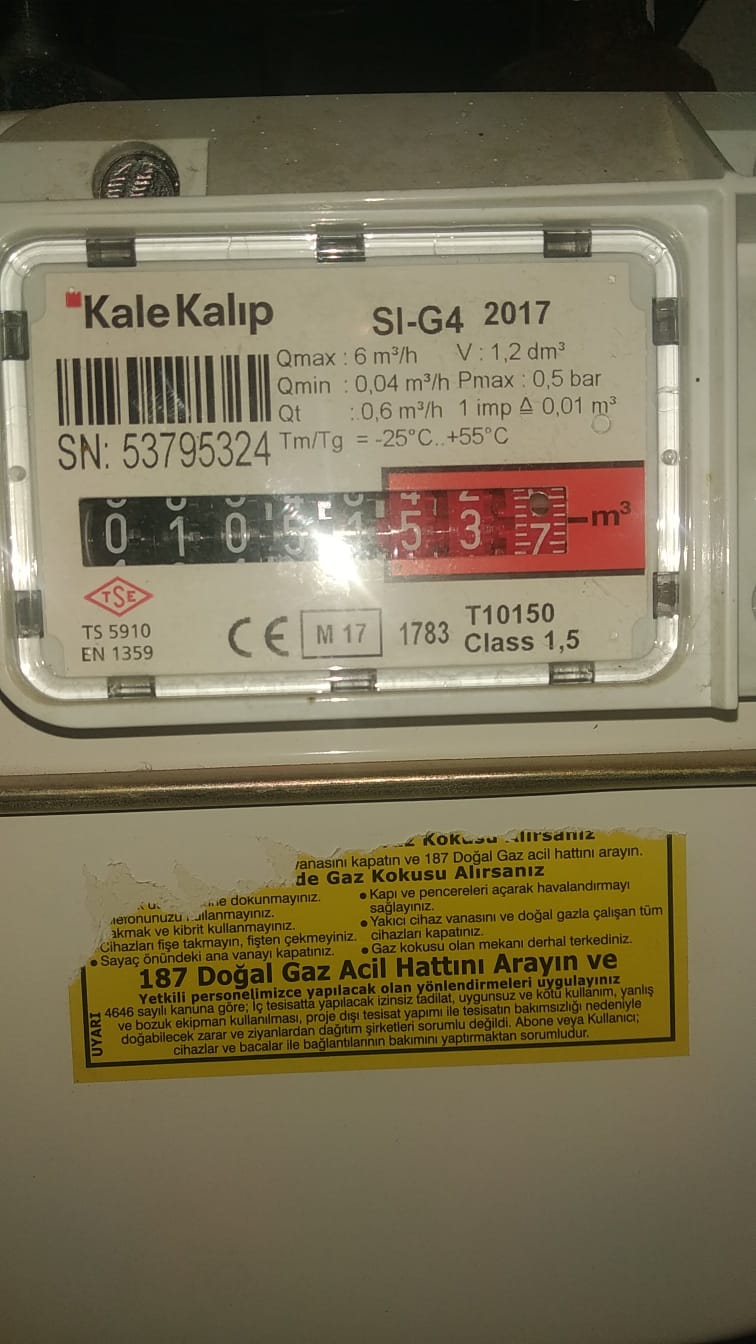 KaleKalıp
SI-G4 2017
Qmax : 6 m³/h V : 1,2 dm³
Qmin : 0,04 m³/h Pmax : 0,5 bar
Qt : 0,6 m³/h 1 imp ≙ 0,01 m³
SN: 53795324 Tm/Tg = -25°C..+55°C
0 1 0 5 1 5 3 7 m³
TSE
TS 5910
EN 1359
CE M 17 1783
T10150
Class 1,5
Kokusu Alırsanız
vanasını kapatın ve 187 Doğal Gaz acil hattını arayın.
de Gaz Kokusu Alırsanız
dokunmayınız.
kullanmayınız.
kibrit kullanmayınız.
Cihazları fişe takmayın, fişten çekmeyiniz.
• Sayaç önündeki ana vanayı kapatınız.
• Kapı ve pencereleri açarak havalandırmayı
sağlayınız.
• Yakıcı cihaz vanasını ve doğal gazla çalışan tüm
cihazları kapatınız.
• Gaz kokusu olan mekanı derhal terkediniz.
187 Doğal Gaz Acil Hattını Arayın ve
Yetkili personelimizce yapılacak olan yönlendirmeleri uygulayınız
UYARI
4646 sayılı kanuna göre; İç tesisatta yapılacak izinsiz tadilat, uygunsuz ve kötü kullanım, yanlış
ve bozuk ekipman kullanılması, proje dışı tesisat yapımı ile tesisatın bakımsızlığı nedeniyle
doğabilecek zarar ve ziyanlardan dağıtım şirketleri sorumlu değildi. Abone veya Kullanıcı;
cihazlar ve bacalar ile bağlantılarının bakımını yaptırmaktan sorumludur.